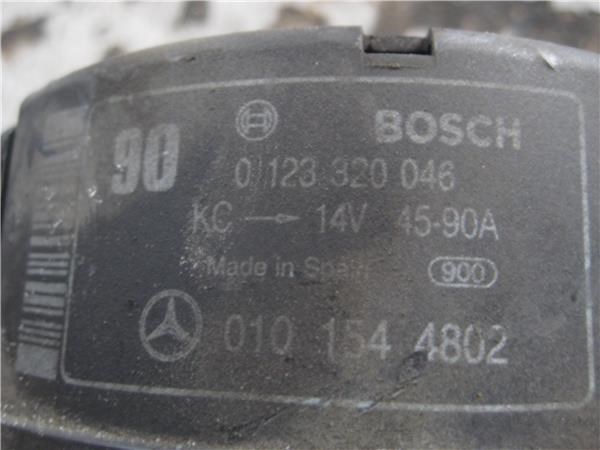 90 BOSCH
0 123 320 046
KC → 14V 45-90A
Made in Spain 900
010 154 4802